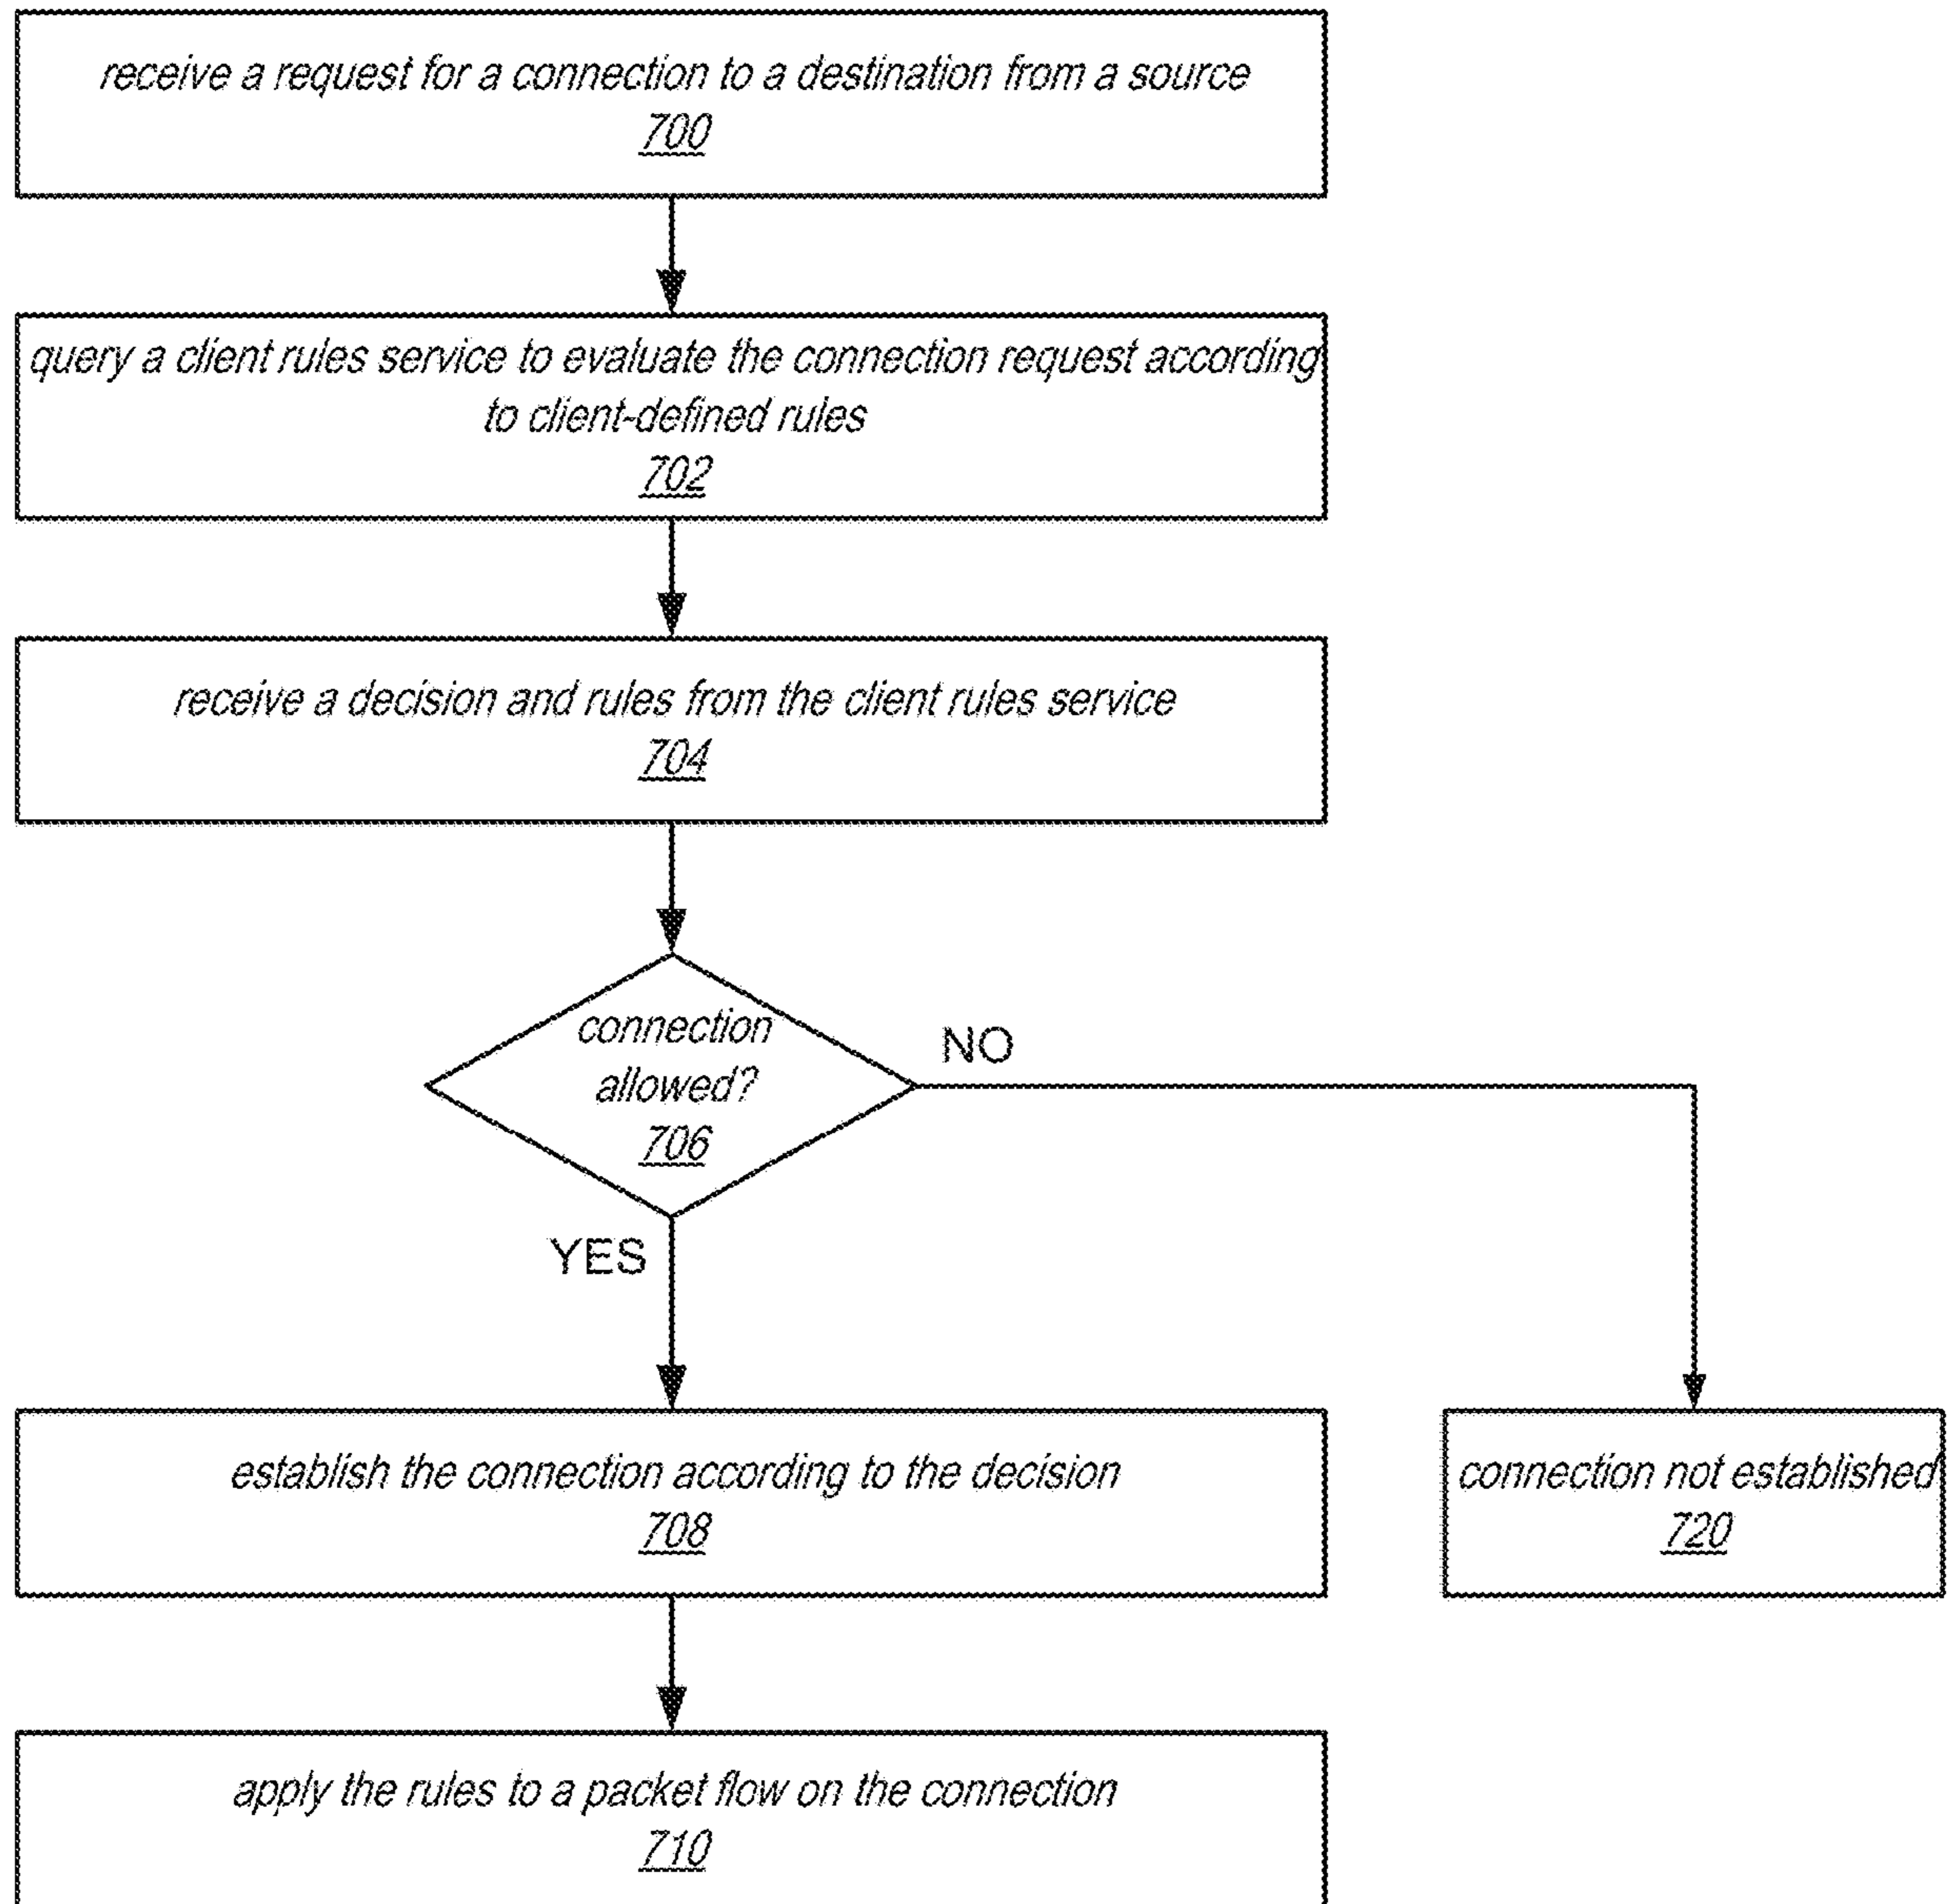 receive a request for a connection to a destination from a source
700
query a client rules service to evaluate the connection request according
to client-defined rules
702
receive a decision and rules from the client rules service
704
connection
allowed?
706
NO
YES
establish the connection according to the decision
708
connection not established
720
apply the rules to a packet flow on the connection
710